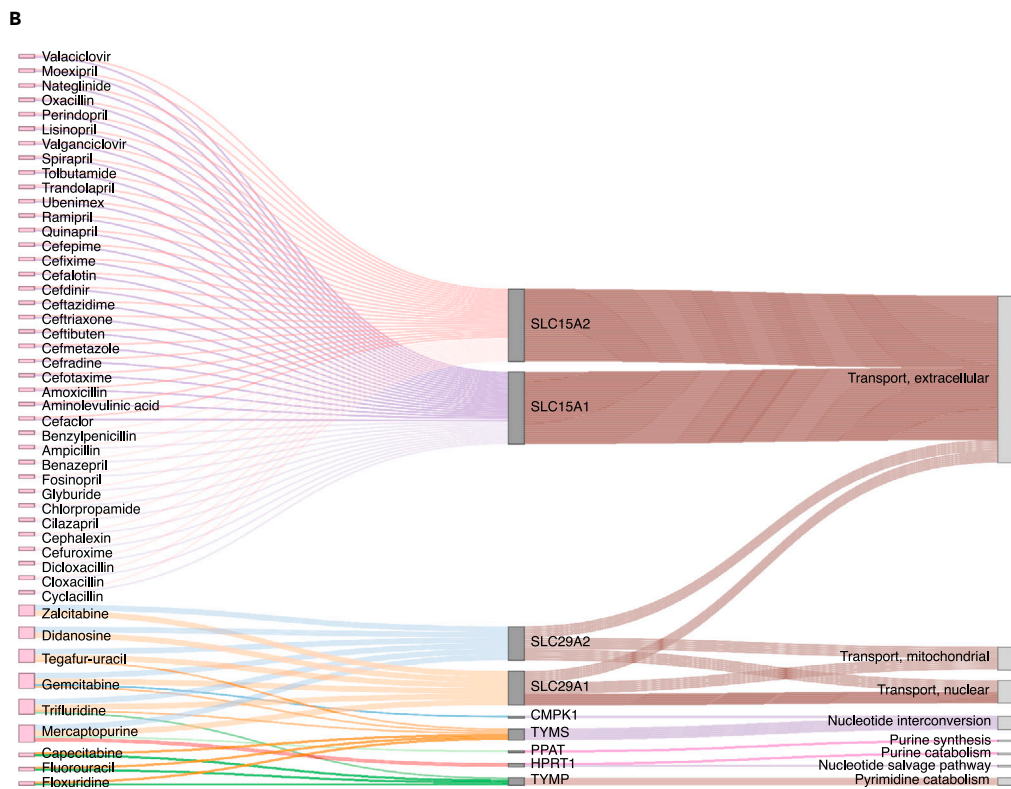 B
Valaciclovir
Moexipril
Nateglinide
Oxacillin
Perindopril
Lisinopril
Valganciclovir
Spirapril
Tolbutamide
Trandolapril
Ubenimex
Ramipril
Quinapril
Cefepime
Cefixime
Cefalotin
Cefdinir
Ceftazidime
Ceftriaxone
Ceftibuten
Cefmetazole
Cefradine
Cefotaxime
Amoxicillin
Aminolevulinic acid
Cefaclor
Benzylpenicillin
Ampicillin
Benazepril
Fosinopril
Glyburide
Chlorpropamide
Cilazapril
Cephalexin
Cefuroxime
Dicloxacillin
Cloxacillin
Cyclacillin
Zalcitabine
Didanosine
Tegafur-uracil
Gemcitabine
Trifluridine
Mercaptopurine
Capecitabine
Fluorouracil
Floxuridine
SLC15A2
SLC15A1
SLC29A2
SLC29A1
CMPK1
TYMS
PPAT
HPRT1
TYMP
Transport, extracellular
Transport, mitochondrial
Transport, nuclear
Nucleotide interconversion
Purine synthesis
Purine catabolism
Nucleotide salvage pathway
Pyrimidine catabolism